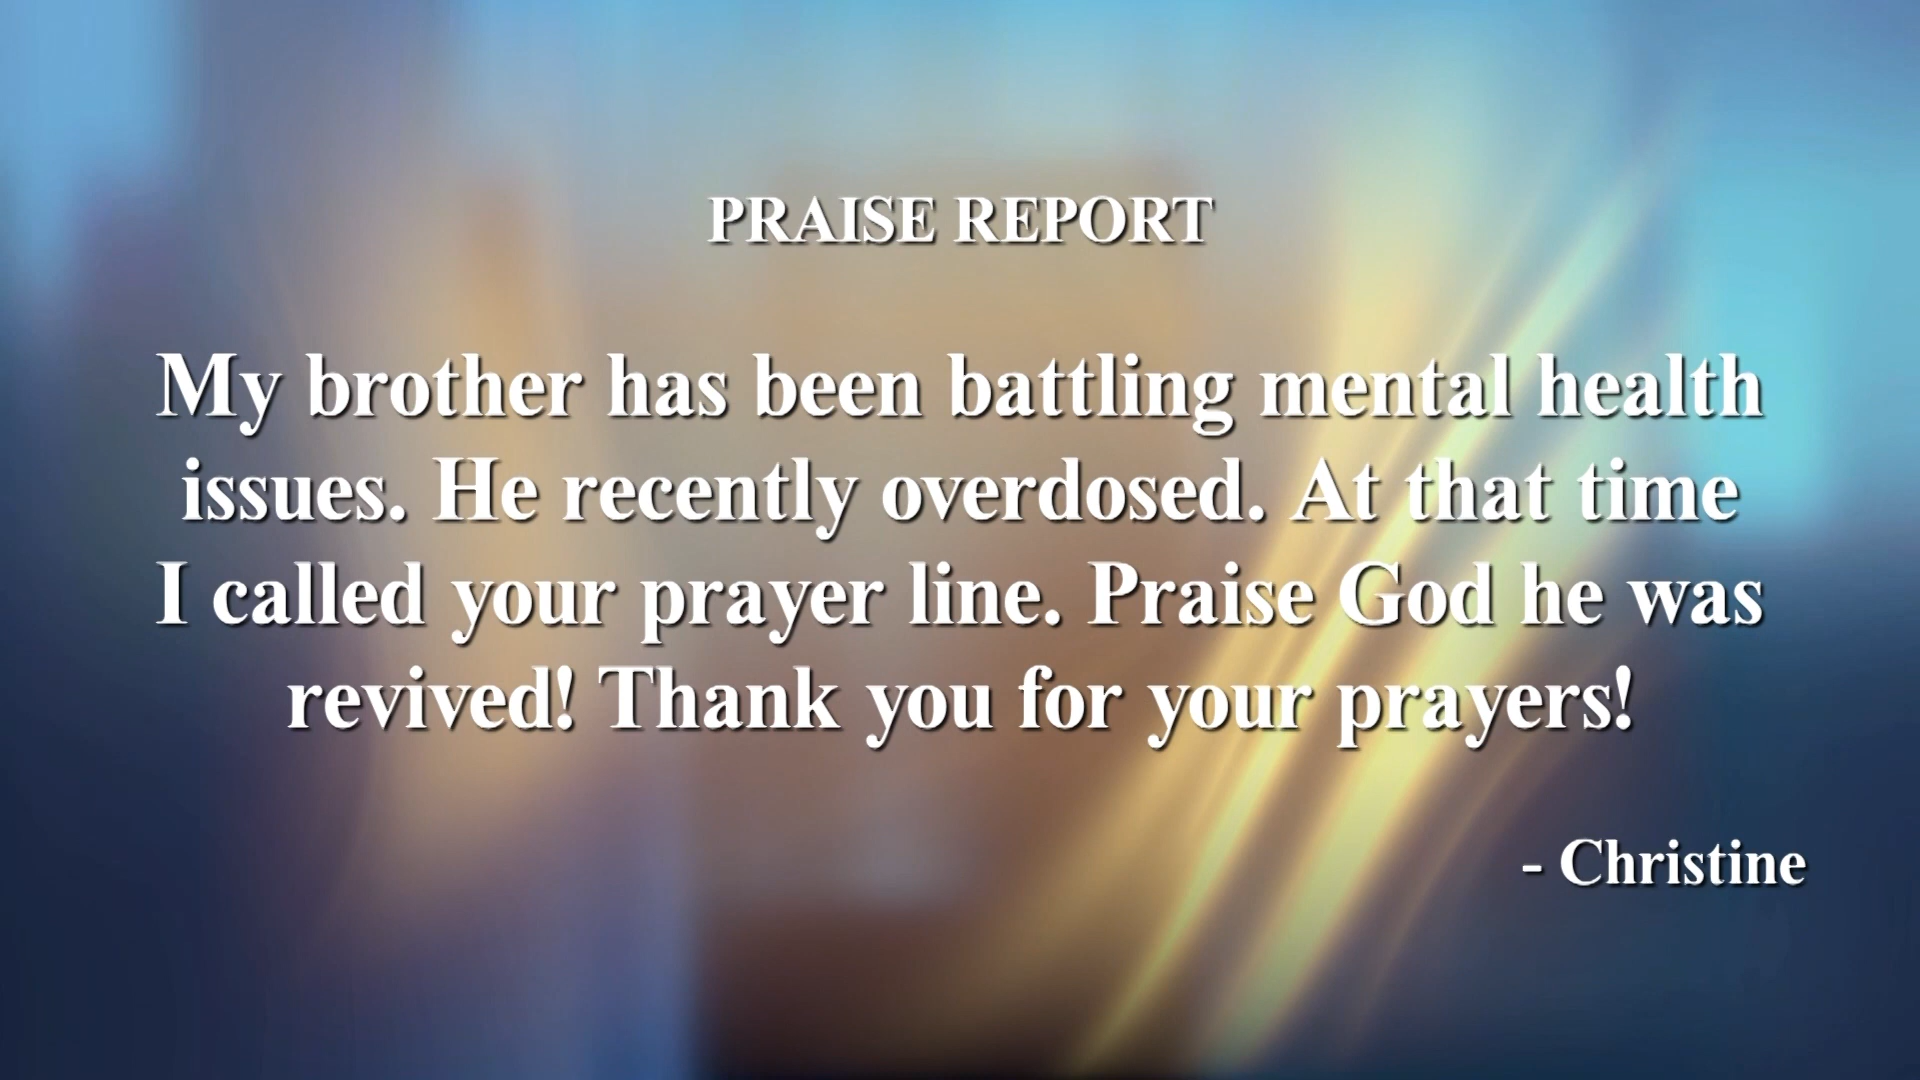 PRAISE REPORT
My brother has been battling mental health
issues. He recently overdosed. At that time
I called your prayer line. Praise God he was
revived! Thank you for your prayers!
- Christine